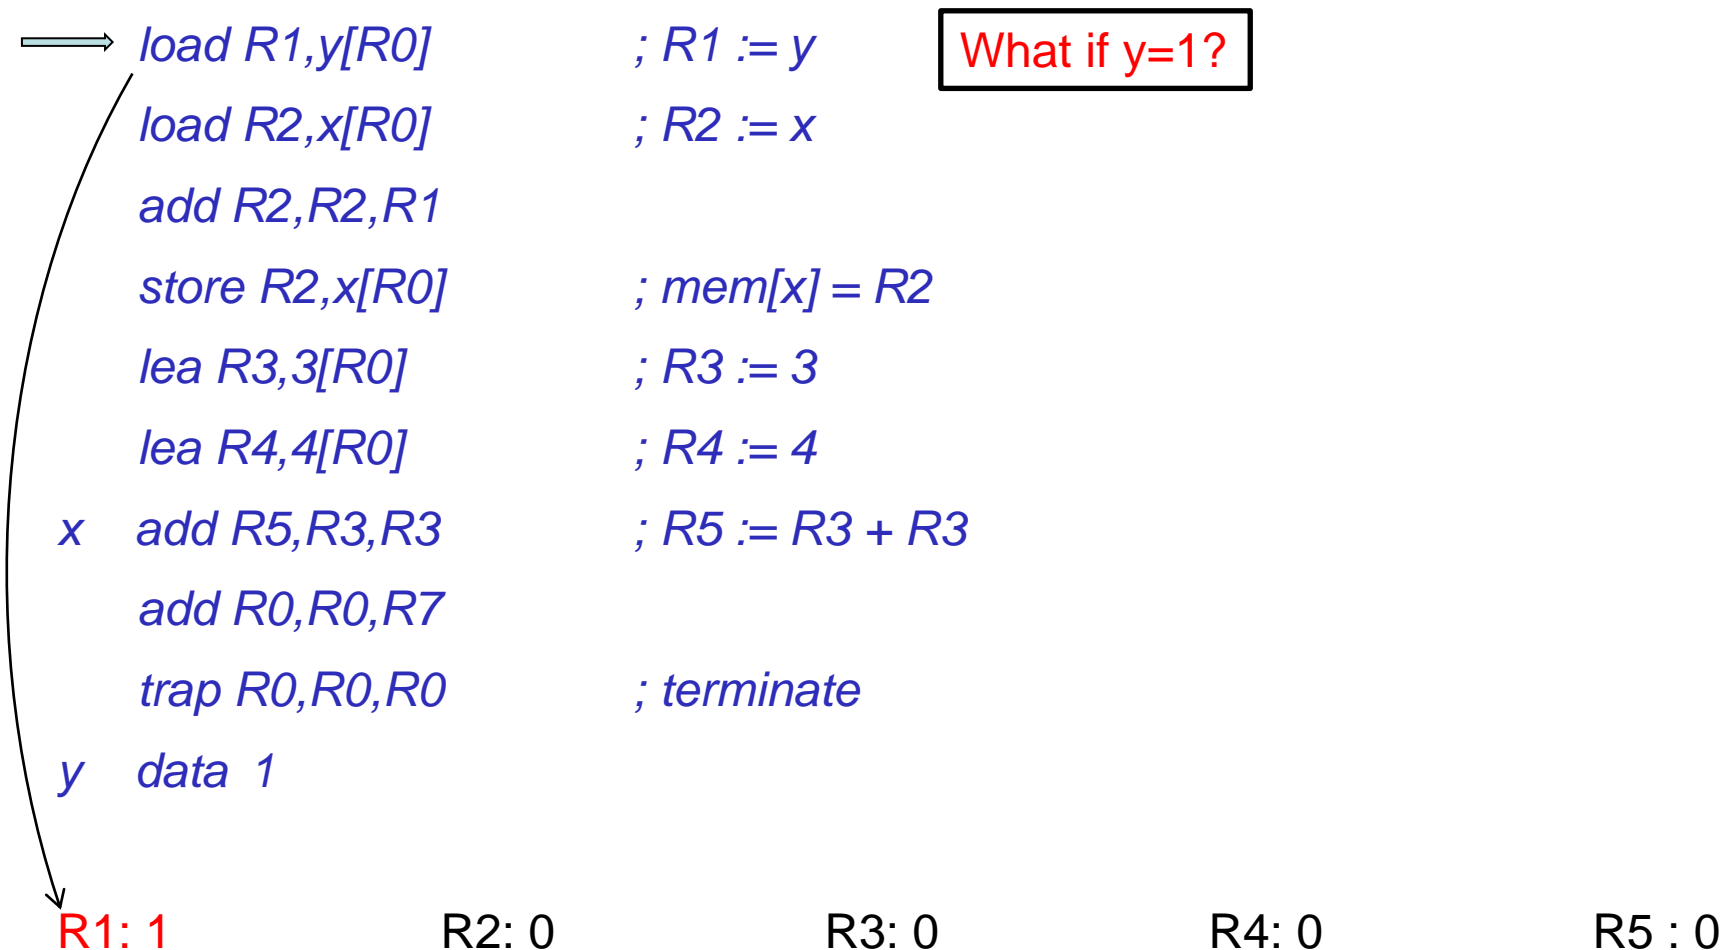 load R1,y[R0] ; R1 := y What if y=1?
load R2,x[R0] ; R2 := x
add R2,R2,R1
store R2,x[R0] ; mem[x] = R2
lea R3,3[R0] ; R3 := 3
lea R4,4[R0] ; R4 := 4
x add R5,R3,R3 ; R5 := R3 + R3
add R0,R0,R7
trap R0,R0,R0 ; terminate
y data 1
R1: 1 R2: 0 R3: 0 R4: 0 R5 : 0